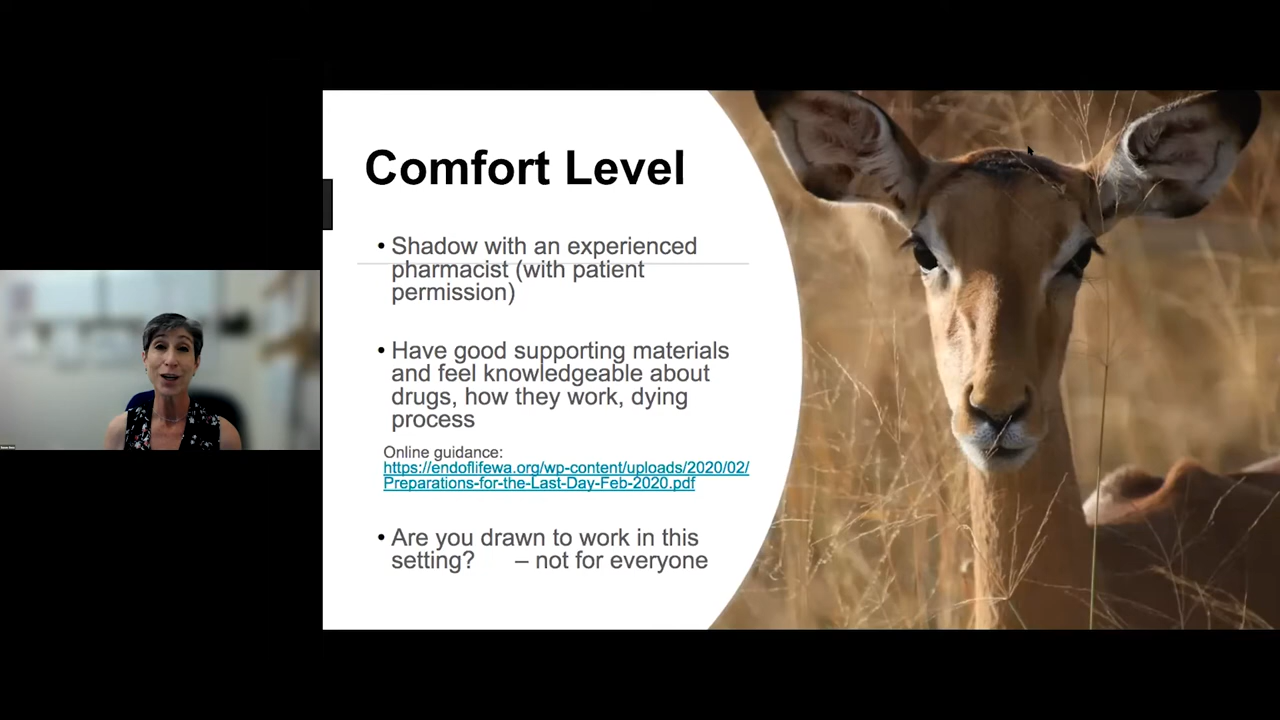 Comfort Level
• Shadow with an experienced
pharmacist (with patient
permission)
• Have good supporting materials
and feel knowledgeable about
drugs, how they work, dying
process
Online guidance:
https://endoflifewa.org/wp-content/uploads/2020/02/
Preparations-for-the-Last-Day-Feb-2020.pdf
• Are you drawn to work in this
setting? – not for everyone